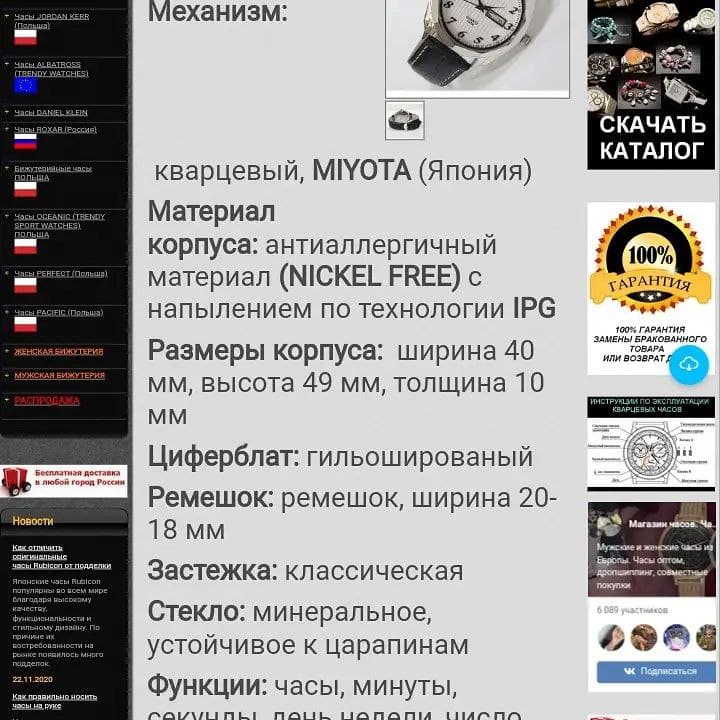 Часы JORDAN KERR
(Польша)
Часы ALBATROSS
(TRENDY WATCHES)
Часы DANIEL KLEIN
Часы ROXAR (Россия)
Бижутерийные часы
ПОЛЬША
Часы OCEANIC (TRENDY
SPORT WATCHES)
ПОЛЬША
Часы PERFECT (Польша)
Часы PACIFIC (Польша)
ЖЕНСКАЯ БИЖУТЕРИЯ
МУЖСКАЯ БИЖУТЕРИЯ
РАСПРОДАЖА
Бесплатная доставка
в любой город России
Новости
Как отличить
оригинальные
часы Rubicon от подделки
Японские часы Rubicon
популярны во всем мире
благодаря высокому
качеству,
функциональности и
стильному дизайну. По
причине их
востребованности на
рынке появилось много
подделок.
22.11.2020
Как правильно носить
часы на руке
Механизм:
кварцевый, MIYOTA (Япония)
Материал
корпуса: антиаллергичный
материал (NICKEL FREE) с
напылением по технологии IPG
Размеры корпуса: ширина 40
мм, высота 49 мм, толщина 10
мм
Циферблат: гильошированый
Ремешок: ремешок, ширина 20-
18 мм
Застежка: классическая
Стекло: минеральное,
устойчивое к царапинам
Функции: часы, минуты,
секунды, день недели, число
СКАЧАТЬ
КАТАЛОГ
100%
ГАРАНТИЯ
100% ГАРАНТИЯ
ЗАМЕНЫ БРАКОВАННОГО
ТОВАРА
ИЛИ ВОЗВРАТ Д
ИНСТРУКЦИИ ПО ЭКСПЛУАТАЦИИ
КВАРЦЕВЫХ ЧАСОВ
Магазин часов. Ча..
Мужские и женские часы из
Европы. Часы оптом,
дропшиппинг, совместные
покупки
6 089 участников
Подписаться